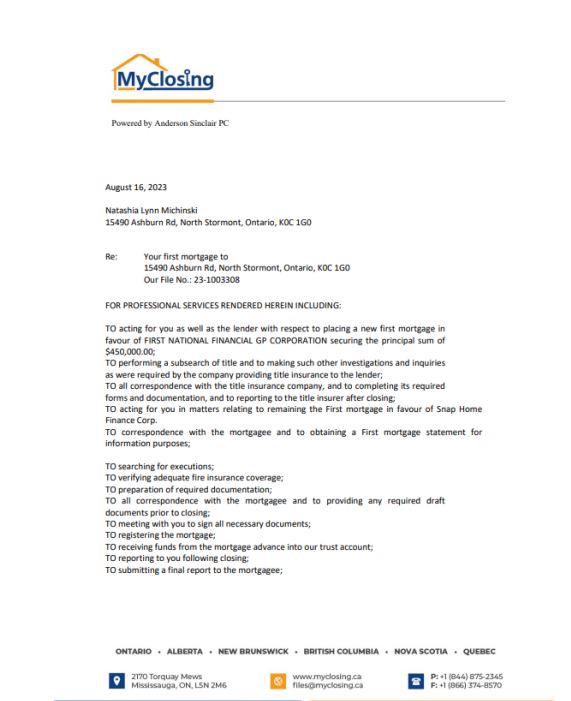 MyClosing
Powered by Anderson Sinclair PC
August 16, 2023
Natashia Lynn Michinski
15490 Ashburn Rd, North Stormont, Ontario, K0C 1G0
Re: Your first mortgage to
15490 Ashburn Rd, North Stormont, Ontario, K0C 1G0
Our File No.: 23-1003308
FOR PROFESSIONAL SERVICES RENDERED HEREIN INCLUDING:
TO acting for you as well as the lender with respect to placing a new first mortgage in
favour of FIRST NATIONAL FINANCIAL GP CORPORATION securing the principal sum of
$450,000.00;
TO performing a subsearch of title and to making such other investigations and inquiries
as were required by the company providing title insurance to the lender;
TO all correspondence with the title insurance company, and to completing its required
forms and documentation, and to reporting to the title insurer after closing;
TO acting for you in matters relating to remaining the First mortgage in favour of Snap Home
Finance Corp.
TO correspondence with the mortgagee and to obtaining a First mortgage statement for
information purposes;
TO searching for executions;
TO verifying adequate fire insurance coverage;
TO preparation of required documentation;
TO all correspondence with the mortgagee and to providing any required draft
documents prior to closing;
TO meeting with you to sign all necessary documents;
TO registering the mortgage;
TO receiving funds from the mortgage advance into our trust account;
TO reporting to you following closing;
TO submitting a final report to the mortgagee;
ONTARIO • ALBERTA • NEW BRUNSWICK • BRITISH COLUMBIA • NOVA SCOTIA • QUEBEC
2170 Torquay Mews
Mississauga, ON, L5N 2M6
www.myclosing.ca
files@myclosing.ca
P: +1 (844) 875-2345
F: +1 (866) 374-8570